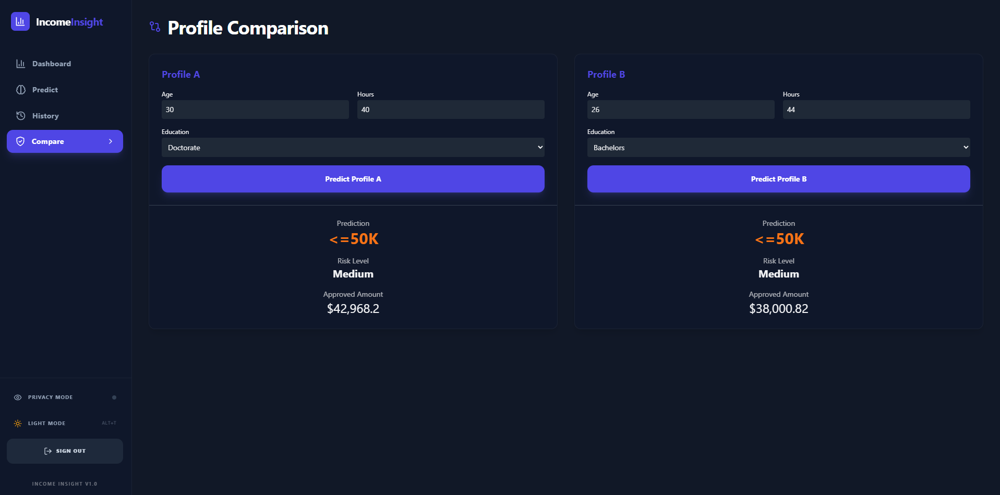 IncomeInsight
Dashboard
Predict
History
Compare
PRIVACY MODE
LIGHT MODE ALT+T
SIGN OUT
INCOME INSIGHT V1.0
Profile Comparison
Profile A
Age Hours
30 40
Education
Doctorate
Predict Profile A
Prediction
<=50K
Risk Level
Medium
Approved Amount
$42,968.2
Profile B
Age Hours
26 44
Education
Bachelors
Predict Profile B
Prediction
<=50K
Risk Level
Medium
Approved Amount
$38,000.82